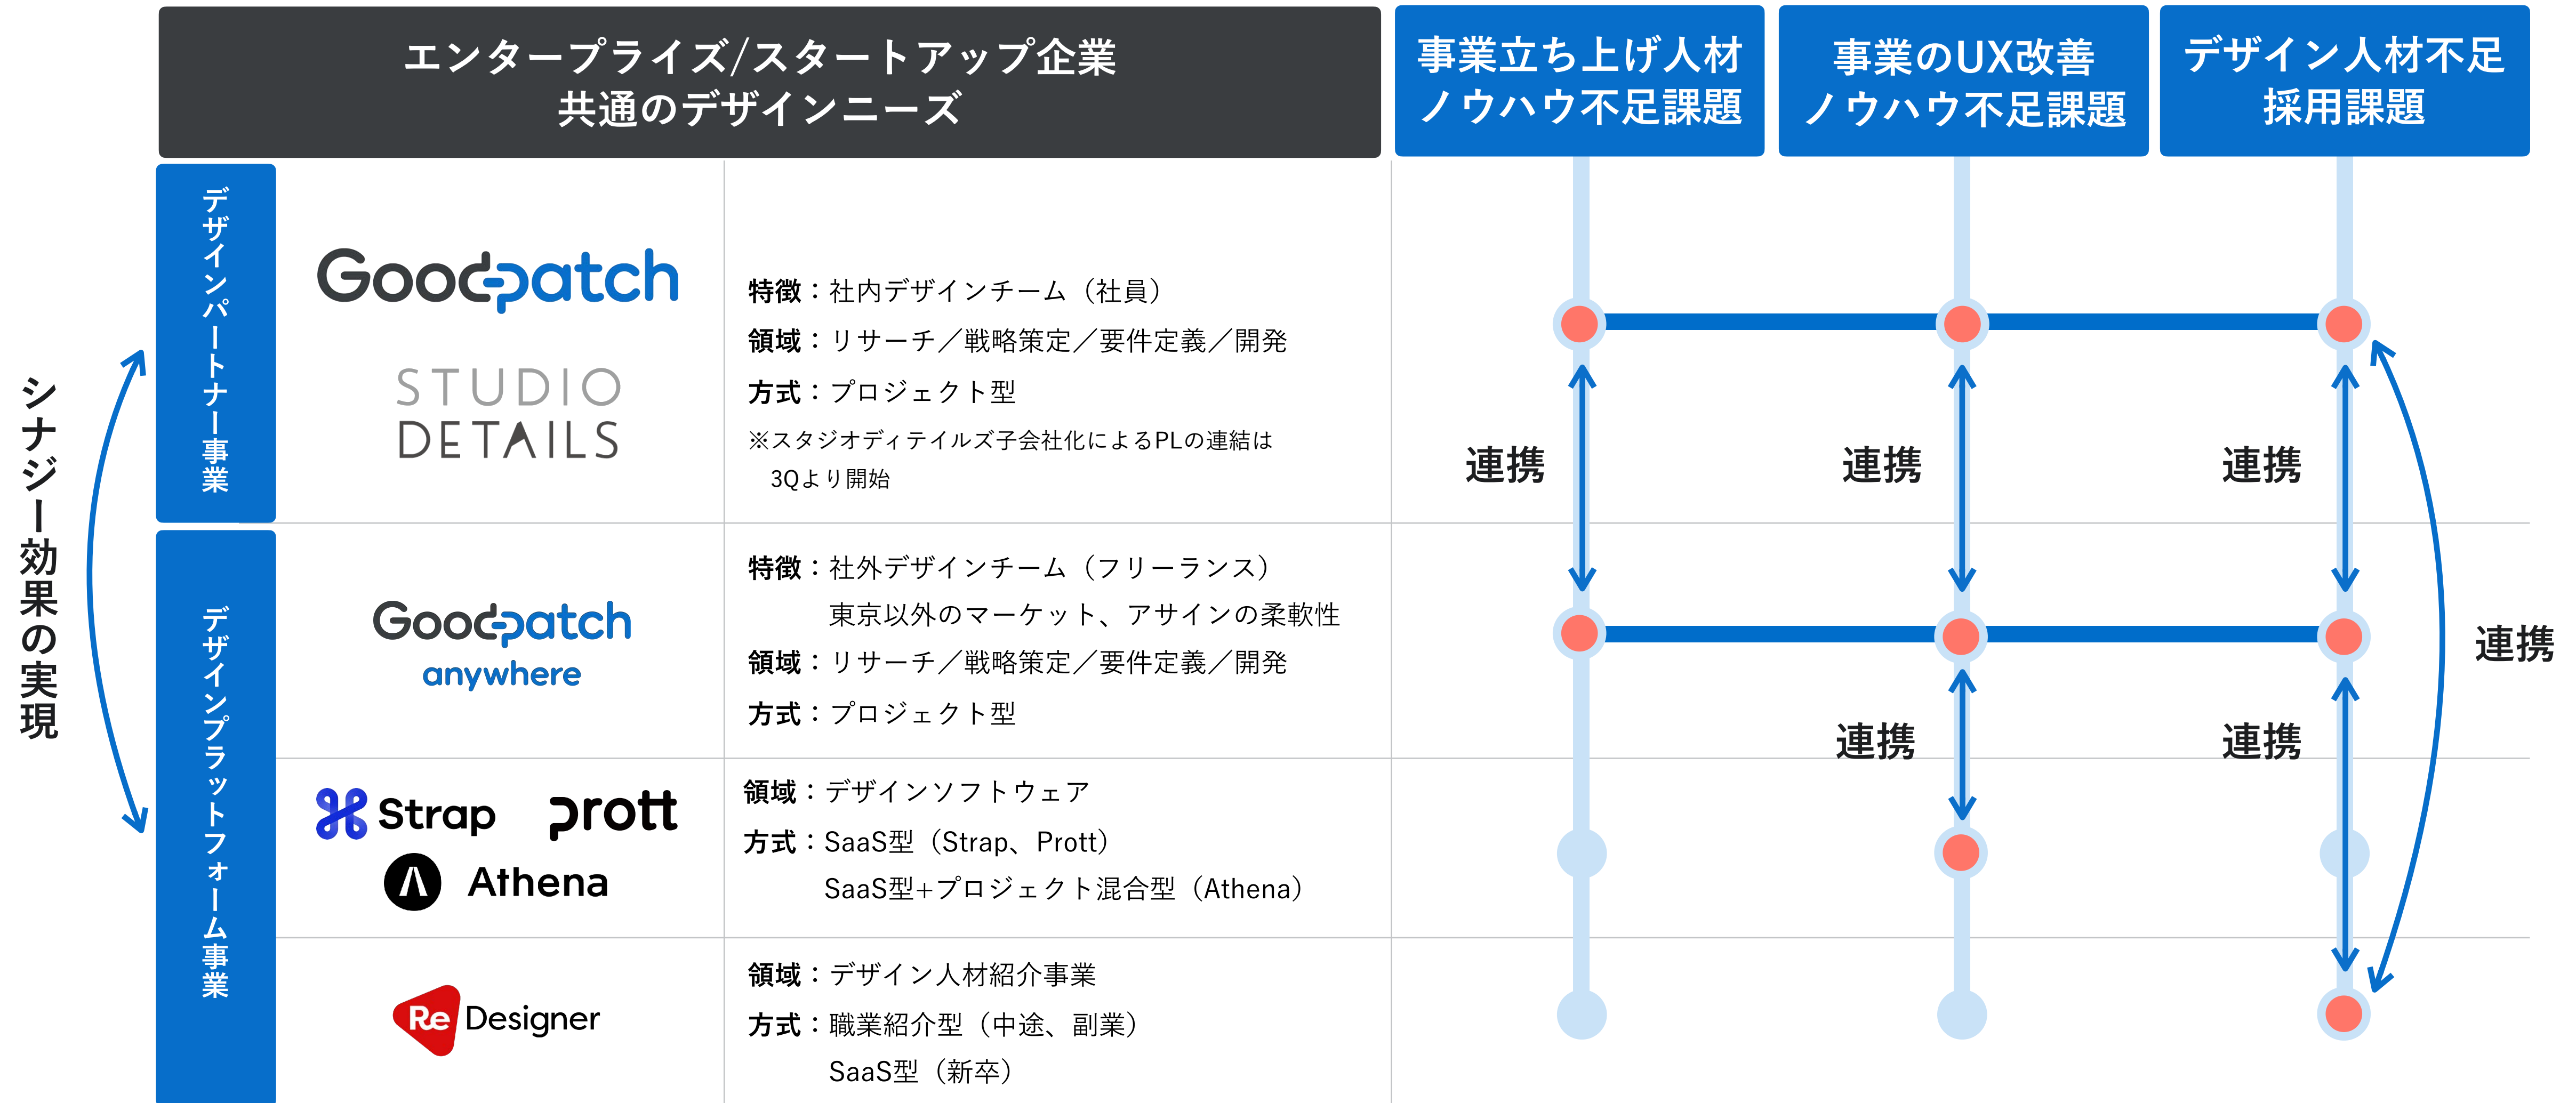 エンタープライズ/スタートアップ企業
共通のデザインニーズ
事業立ち上げ人材
ノウハウ不足課題
事業のUX改善
ノウハウ不足課題
デザイン人材不足
採用課題
シナジー効果の実現
デザインパートナー事業
Goodpatch
STUDIO
DETAILS
特徴：社内デザインチーム（社員）
領域：リサーチ／戦略策定／要件定義／開発
方式：プロジェクト型
※スタジオディテイルズ子会社化によるPLの連結は
3Qより開始
連携
連携
連携
デザインプラットフォーム事業
Goodpatch
anywhere
特徴：社外デザインチーム（フリーランス）
東京以外のマーケット、アサインの柔軟性
領域：リサーチ／戦略策定／要件定義／開発
方式：プロジェクト型
連携
連携
連携
Strap
prott
Athena
領域：デザインソフトウェア
方式：SaaS型（Strap、Prott）
SaaS型+プロジェクト混合型（Athena）
ReDesigner
領域：デザイン人材紹介事業
方式：職業紹介型（中途、副業）
SaaS型（新卒）